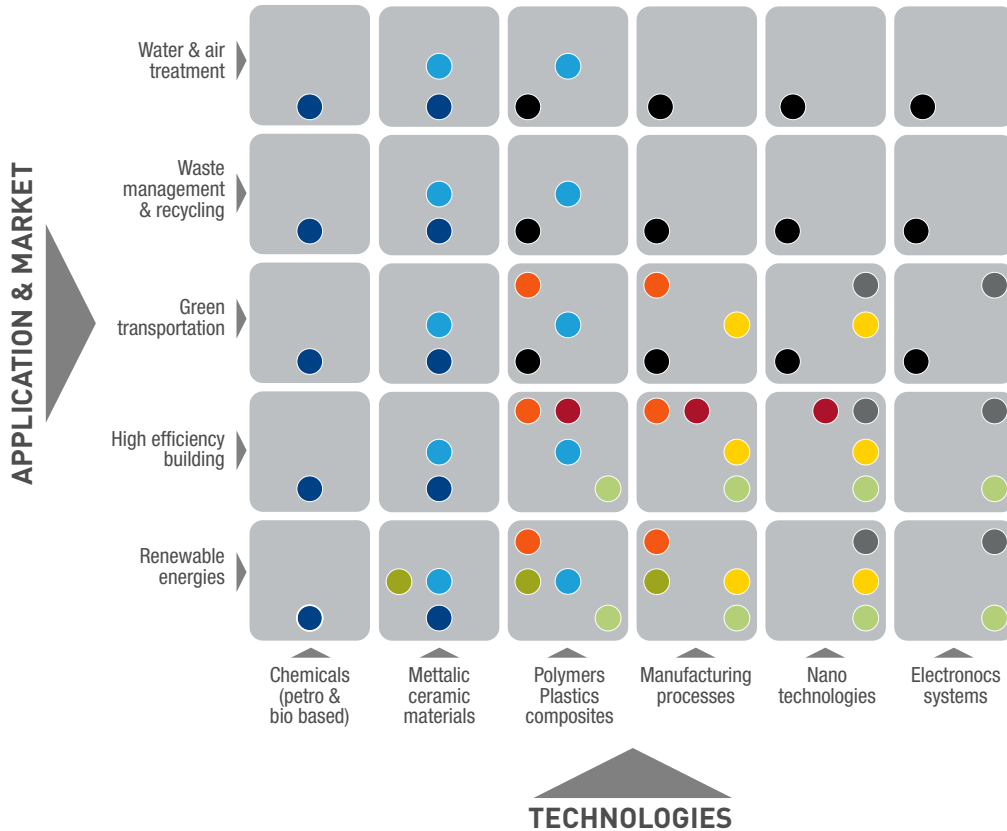 Water & air
treatment
Waste
management
& recycling
Green
transportation
High efficiency
building
Renewable
energies
APPLICATION & MARKET
Chemicals
(petro &
bio based)
Mettalic
ceramic
materials
Polymers
Plastics
composites
Manufacturing
processes
Nano
technologies
Electronocs
systems
TECHNOLOGIES